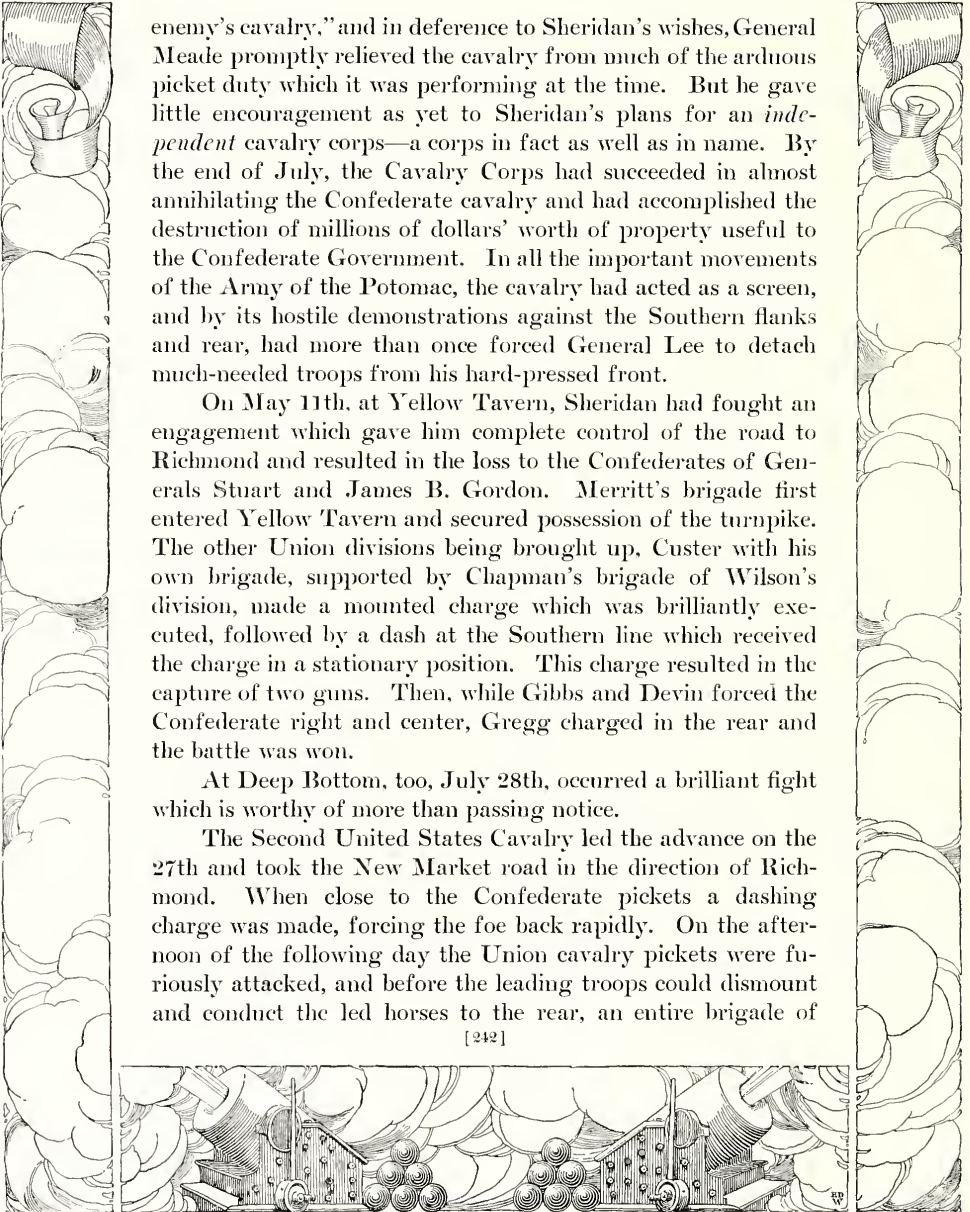 enemy's cavalry," and in deference to Sheridan's wishes, General
Meade promptly relieved the cavalry from much of the arduous
picket duty which it was performing at the time. But he gave
little encouragement as yet to Sheridan's plans for an inde-
pendent cavalry corps—a corps in fact as well as in name. By
the end of July, the Cavalry Corps had succeeded in almost
annihilating the Confederate cavalry and had accomplished the
destruction of millions of dollars' worth of property useful to
the Confederate Government. In all the important movements
of the Army of the Potomac, the cavalry had acted as a screen,
and by its hostile demonstrations against the Southern flanks
and rear, had more than once forced General Lee to detach
much-needed troops from his hard-pressed front.
On May 11th, at Yellow Tavern, Sheridan had fought an
engagement which gave him complete control of the road to
Richmond and resulted in the loss to the Confederates of Gen-
erals Stuart and James B. Gordon. Merritt's brigade first
entered Yellow Tavern and secured possession of the turnpike.
The other Union divisions being brought up, Custer with his
own brigade, supported by Chapman's brigade of Wilson's
division, made a mounted charge which was brilliantly exe-
cuted, followed by a dash at the Southern line which received
the charge in a stationary position. This charge resulted in the
capture of two guns. Then, while Gibbs and Devin forced the
Confederate right and center, Gregg charged in the rear and
the battle was won.
At Deep Bottom, too, July 28th, occurred a brilliant fight
which is worthy of more than passing notice.
The Second United States Cavalry led the advance on the
27th and took the New Market road in the direction of Rich-
mond. When close to the Confederate pickets a dashing
charge was made, forcing the foe back rapidly. On the after-
noon of the following day the Union cavalry pickets were fu-
riously attacked, and before the leading troops could dismount
and conduct the led horses to the rear, an entire brigade of
[242]